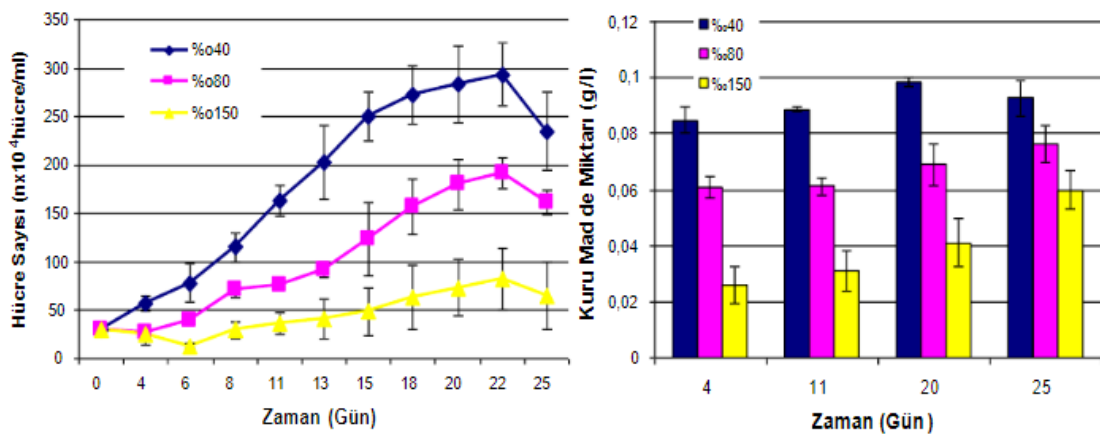 Hücre Sayısı (nx10⁴hücre/ml)
350
300
250
200
150
100
50
0
%o40
%o80
%o150
0 4 6 8 11 13 15 18 20 22 25
Zaman (Gün)
Kuru Mad de Miktarı (g/l)
0,12
0,1
0,08
0,06
0,04
0,02
0
‰40
‰80
‰150
4 11 20 25
Zaman (Gün)